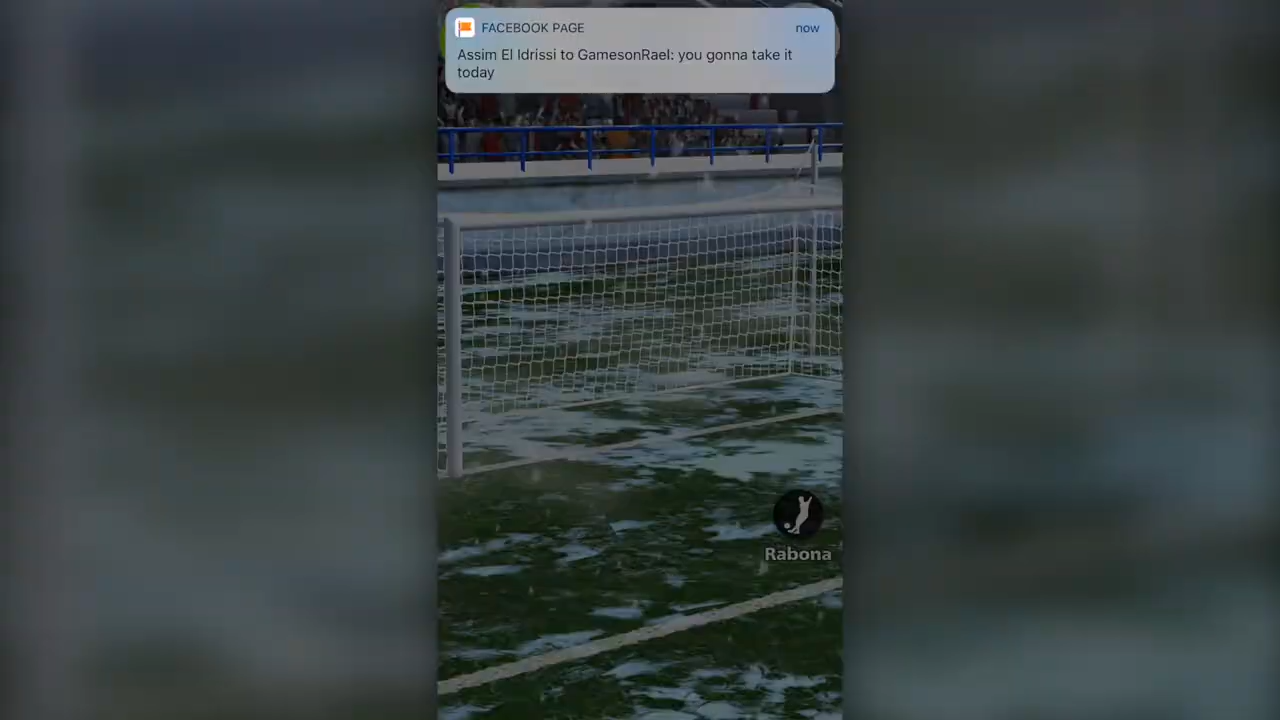 FACEBOOK PAGE
now
Assim El Idrissi to GamesonRael: you gonna take it
today
Rabona